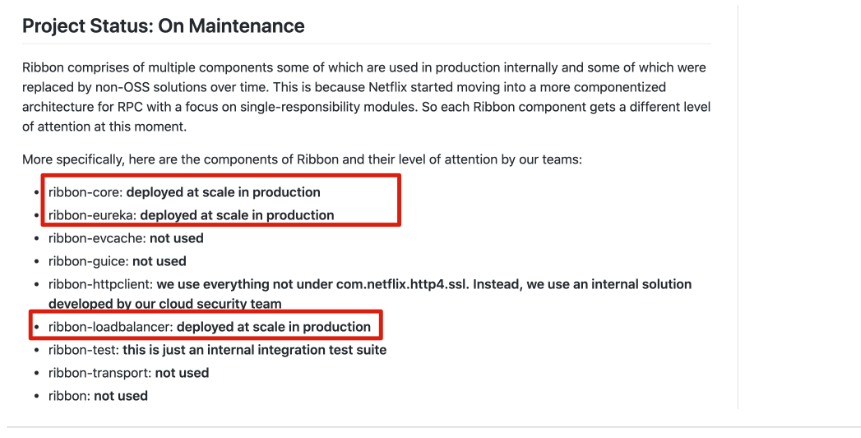 Project Status: On Maintenance
Ribbon comprises of multiple components some of which are used in production internally and some of which were
replaced by non-OSS solutions over time. This is because Netflix started moving into a more componentized
architecture for RPC with a focus on single-responsibility modules. So each Ribbon component gets a different level
of attention at this moment.
More specifically, here are the components of Ribbon and their level of attention by our teams:
• ribbon-core: deployed at scale in production
• ribbon-eureka: deployed at scale in production
• ribbon-evcache: not used
• ribbon-guice: not used
• ribbon-httpclient: we use everything not under com.netflix.http4.ssl. Instead, we use an internal solution
developed by our cloud security team
• ribbon-loadbalancer: deployed at scale in production
• ribbon-test: this is just an internal integration test suite
• ribbon-transport: not used
• ribbon: not used